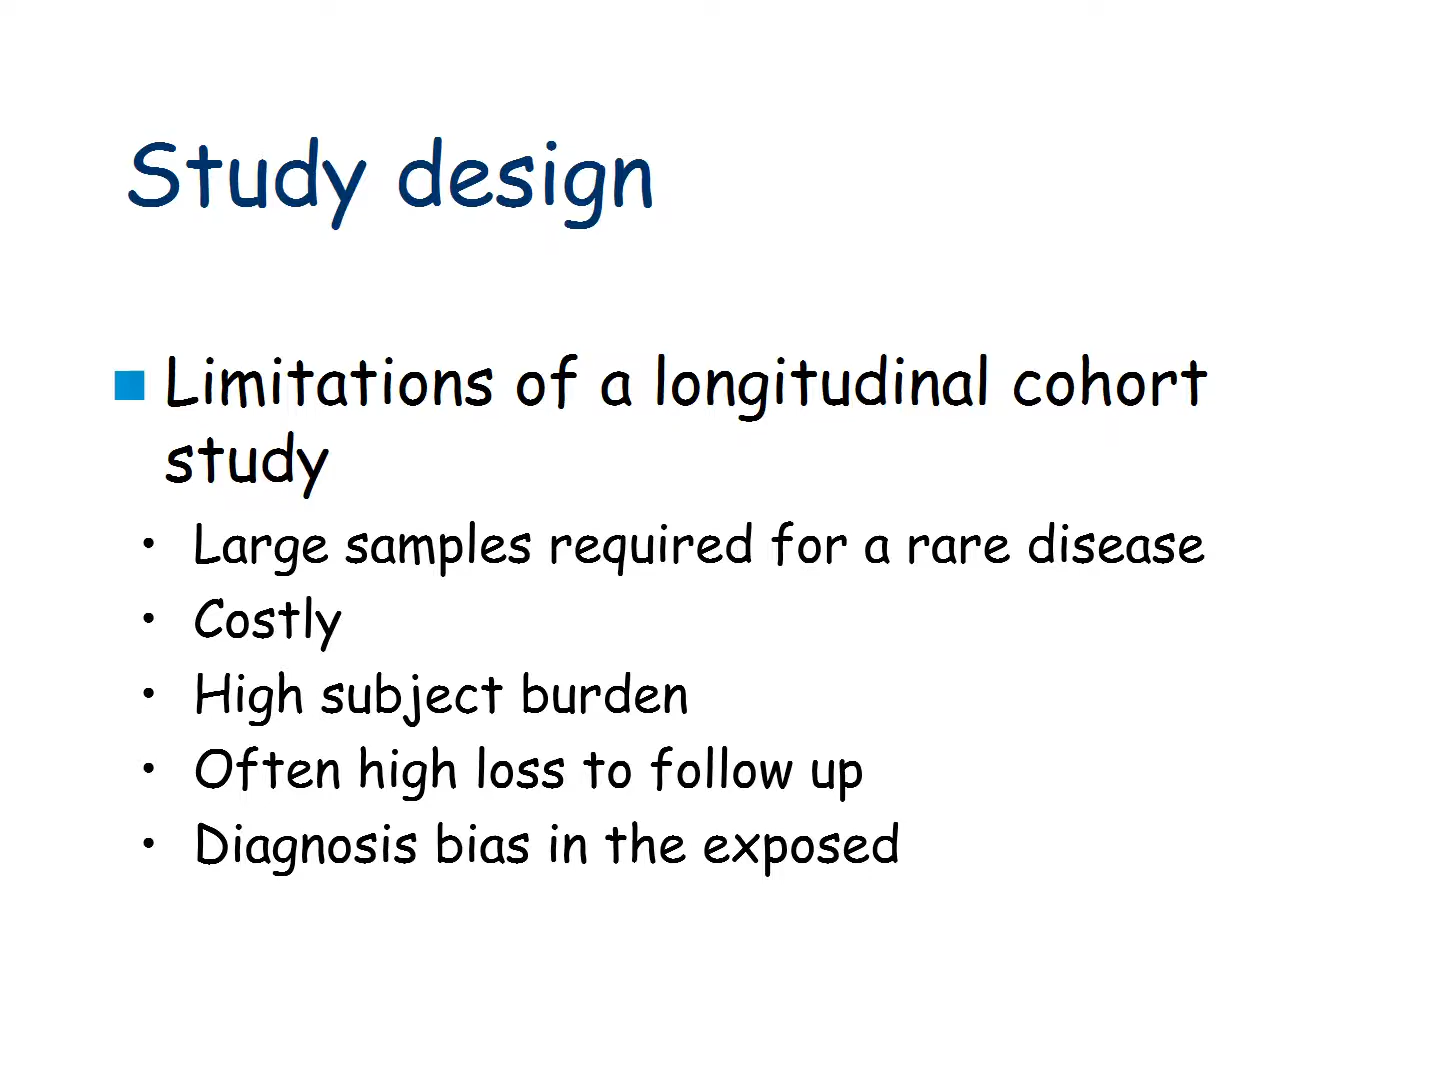 Study design
■ Limitations of a longitudinal cohort
study
• Large samples required for a rare disease
• Costly
• High subject burden
• Often high loss to follow up
• Diagnosis bias in the exposed